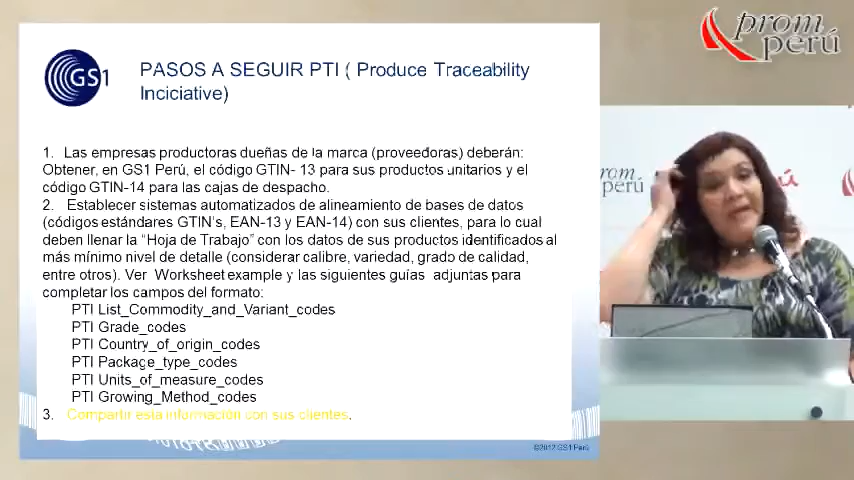 GS1
PASOS A SEGUIR PTI ( Produce Traceability
Iniciative)
1. Las empresas productoras dueñas de la marca (proveedoras) deberán:
Obtener, en GS1 Perú, el código GTIN- 13 para sus productos unitarios y el
código GTIN-14 para las cajas de despacho.
2. Establecer sistemas automatizados de alineamiento de bases de datos
(códigos estándares GTIN's, EAN-13 y EAN-14) con sus clientes, para lo cual
deben llenar la “Hoja de Trabajo” con los datos de sus productos identificados al
más mínimo nivel de detalle (considerar calibre, variedad, grado de calidad,
entre otros). Ver Worksheet example y las siguientes guías adjuntas para
completar los campos del formato:
PTI List_Commodity_and_Variant_codes
PTI Grade_codes
PTI Country_of_origin_codes
PTI Package_type_codes
PTI Units_of_measure_codes
PTI Growing_Method_codes
3. Compartir esta información con sus clientes.
©2012 GS1 Perú
prom
perú
prom
perú